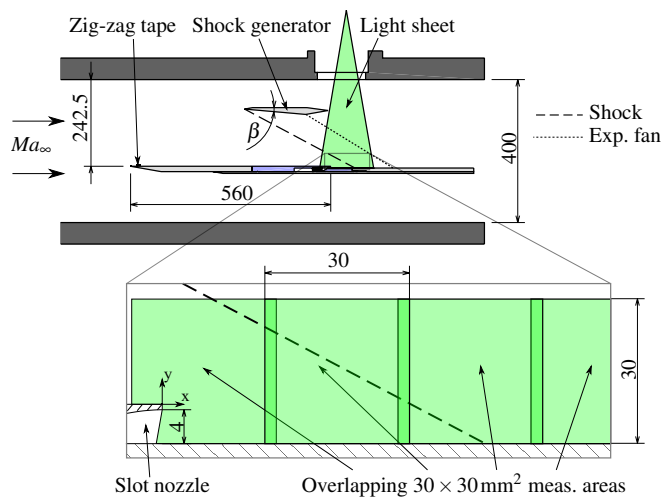 Zig-zag tape
Shock generator
Light sheet
242.5
β
Ma∞
Shock
Exp. fan
400
560
30
y
x
4
30
Slot nozzle
Overlapping 30 × 30 mm² meas. areas